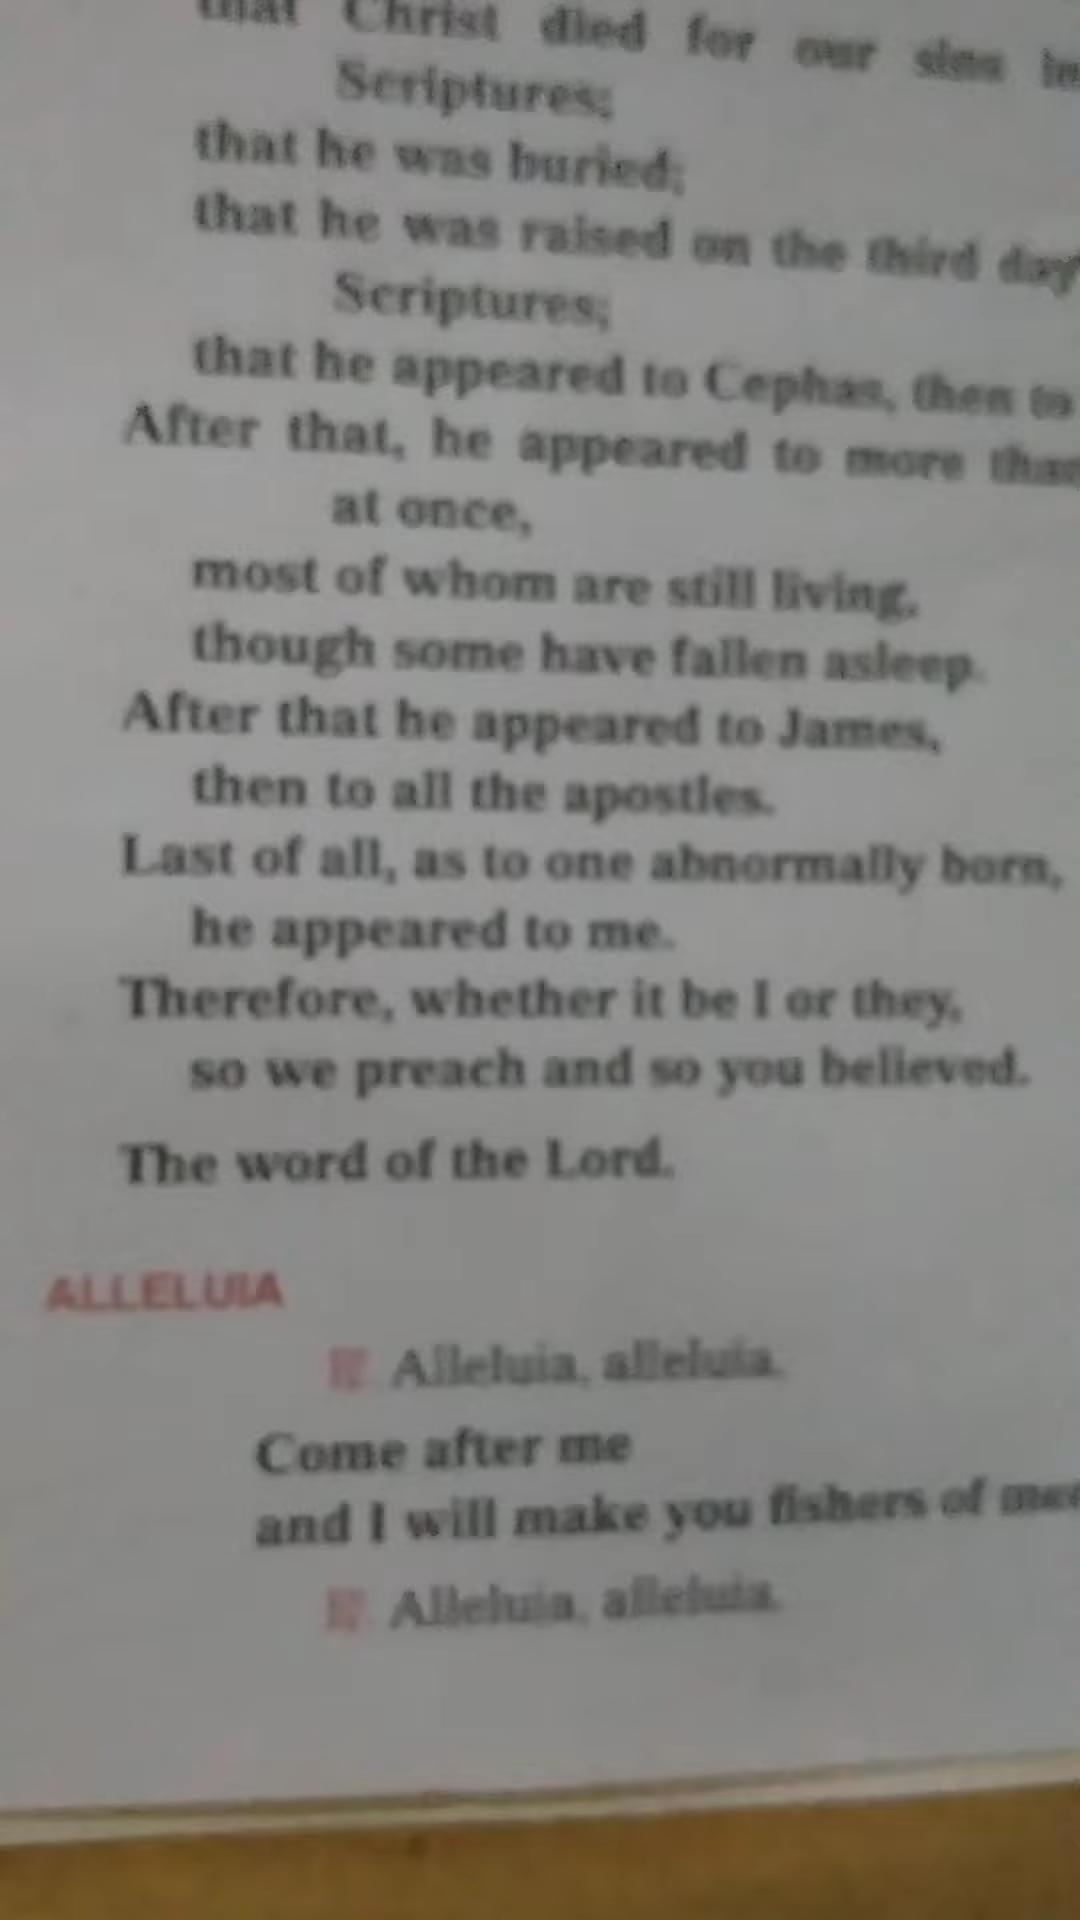 that Christ died for our sins in
Scriptures;
that he was buried;
that he was raised on the third day
Scriptures;
that he appeared to Cephas, then to
After that, he appeared to more than
at once,
most of whom are still living,
though some have fallen asleep.
After that he appeared to James,
then to all the apostles.
Last of all, as to one abnormally born,
he appeared to me.
Therefore, whether it be I or they,
so we preach and so you believed.
The word of the Lord.
ALLELUIA
Alleluia, alleluia.
Come after me
and I will make you fishers of men
Alleluia, alleluia.